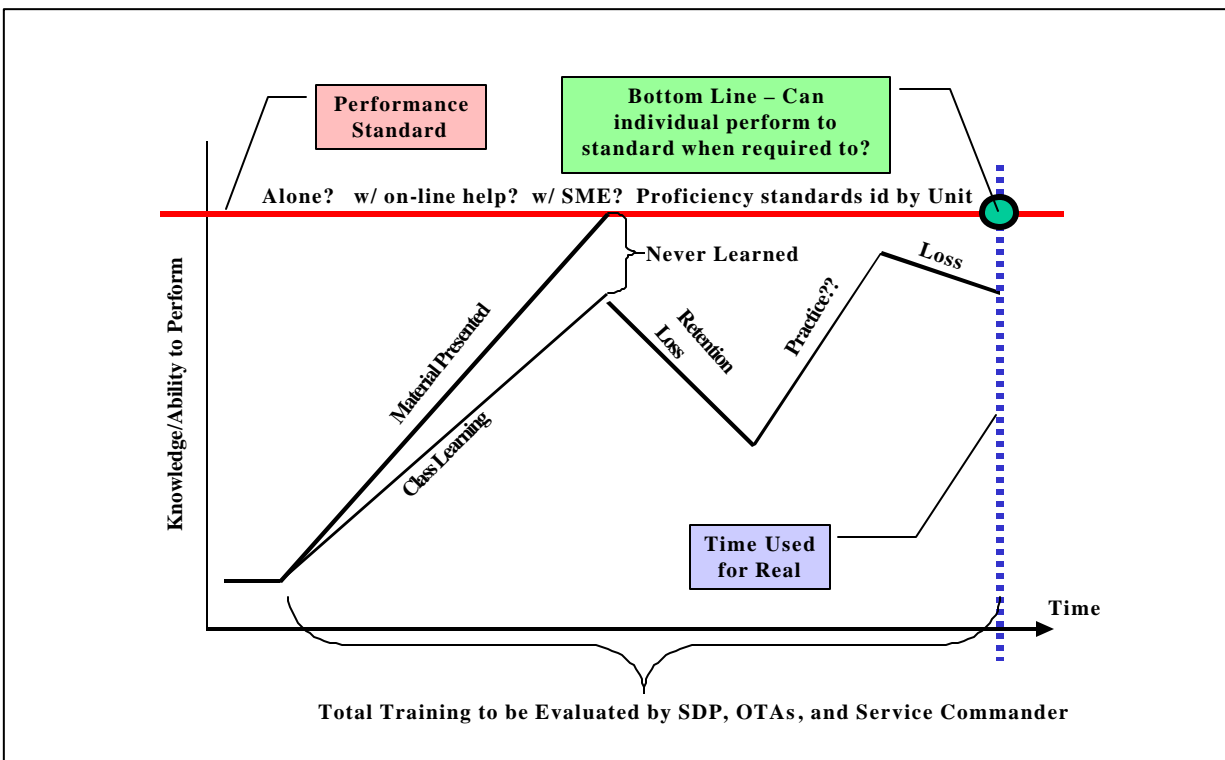 Performance
Standard
Bottom Line – Can
individual perform to
standard when required to?
Alone? w/ on-line help? w/ SME? Proficiency standards id by Unit
Never Learned
Loss
Knowledge/Ability to Perform
Material Presented
Class Learning
Retention
Loss
Practice??
Time Used
for Real
Time
Total Training to be Evaluated by SDP, OTAs, and Service Commander